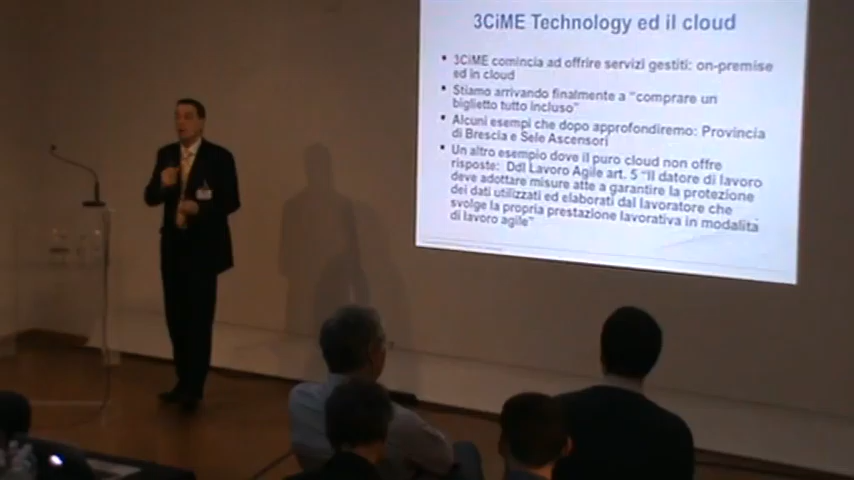 3CiME Technology ed il cloud
3CiME comincia ad offrire servizi gestiti: on-premise
ed in cloud
Stiamo arrivando finalmente a "comprare un
biglietto tutto incluso"
Alcuni esempi che dopo approfondiremo: Provincia
di Brescia e Sele Ascensori
Un altro esempio dove il puro cloud non offre
risposte: Ddl Lavoro Agile art. 5 "Il datore di lavoro
deve adottare misure atte a garantire la protezione
dei dati utilizzati ed elaborati dal lavoratore che
svolge la propria prestazione lavorativa in modalità
di lavoro agile"